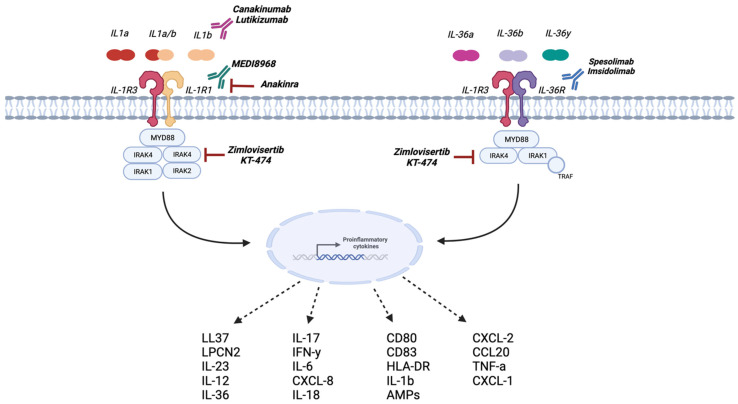 Canakinumab
Lutikizumab
IL1a
IL1a/b
IL1b
MEDI8968
Anakinra
IL-1R3
IL-1R1
MYD88
IRAK4
IRAK4
IRAK1
IRAK2
Zimlovisertib
KT-474
IL-36a
IL-36b
IL-36y
Spesolimab
Imsidolimab
IL-1R3
IL-36R
MYD88
IRAK4
IRAK1
TRAF
Zimlovisertib
KT-474
Proinflammatory
cytokines
LL37
LPCN2
IL-23
IL-12
IL-36
IL-17
IFN-y
IL-6
CXCL-8
IL-18
CD80
CD83
HLA-DR
IL-1b
AMPs
CXCL-2
CCL20
TNF-a
CXCL-1